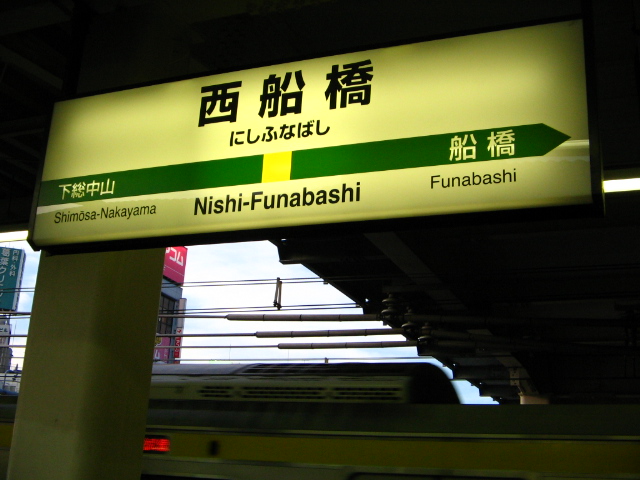 西船橋
にしふなばし
下総中山
船橋
Shimōsa-Nakayama
Nishi-Funabashi
Funabashi